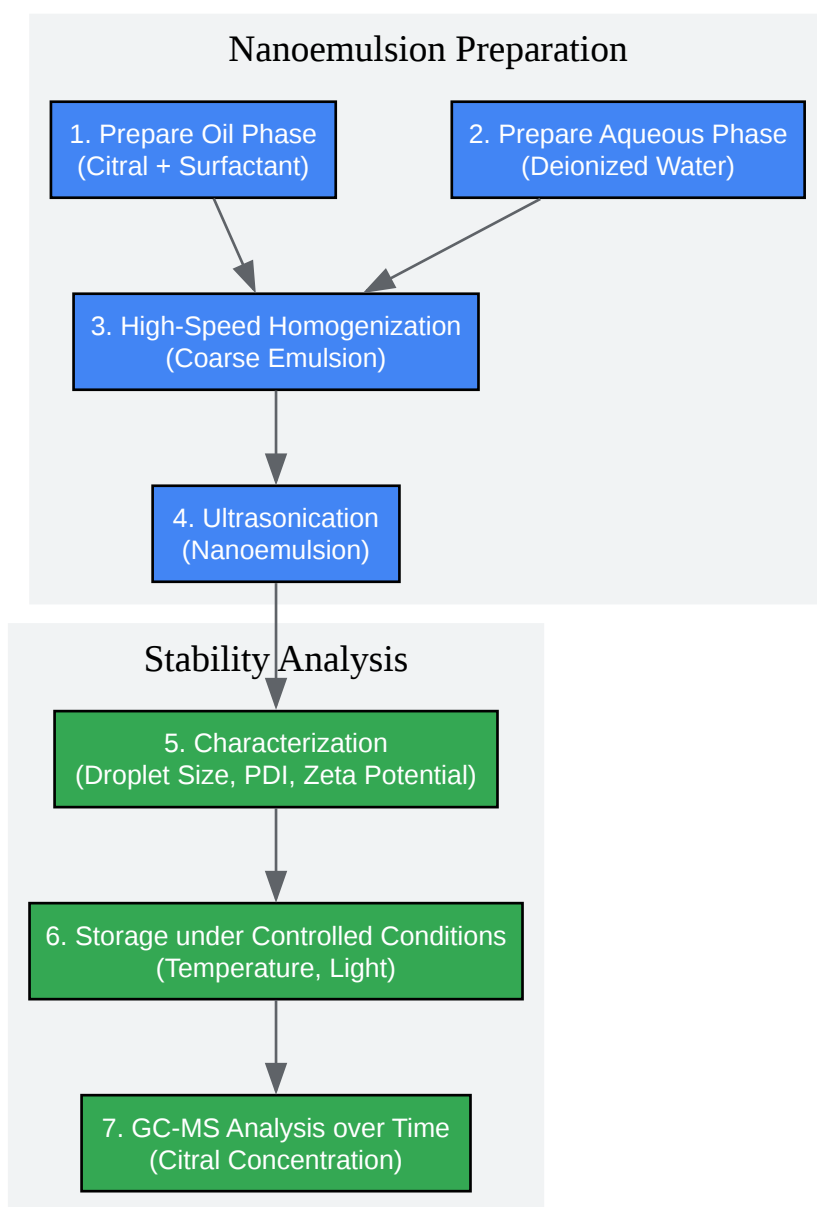 Nanoemulsion Preparation
1. Prepare Oil Phase
(Citral + Surfactant)
2. Prepare Aqueous Phase
(Deionized Water)
3. High-Speed Homogenization
(Coarse Emulsion)
4. Ultrasonication
(Nanoemulsion)
Stability Analysis
5. Characterization
(Droplet Size, PDI, Zeta Potential)
6. Storage under Controlled Conditions
(Temperature, Light)
7. GC-MS Analysis over Time
(Citral Concentration)